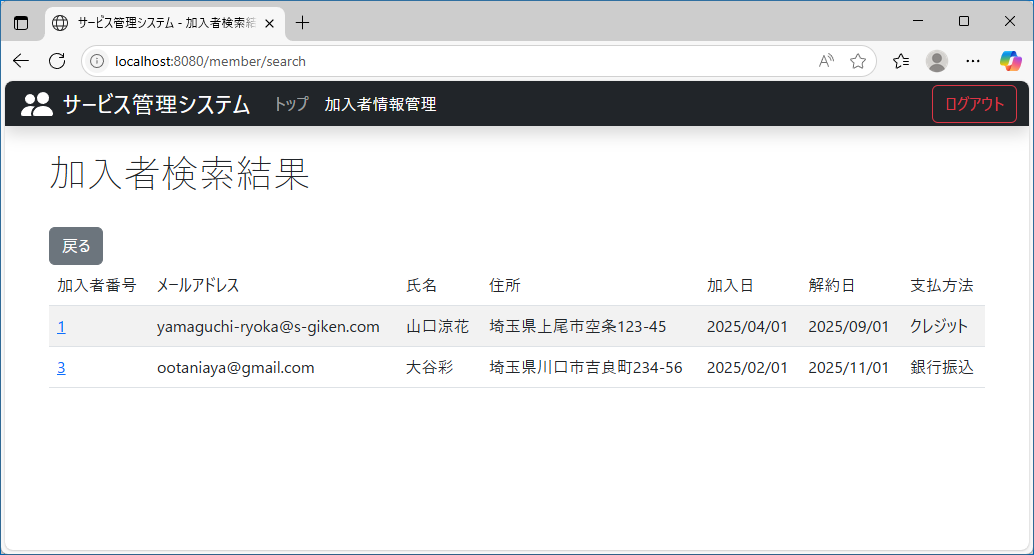 サービス管理システム - 加入者検索結
localhost:8080/member/search
サービス管理システム トップ 加入者情報管理 ログアウト
加入者検索結果
戻る
加入者番号 メールアドレス 氏名 住所 加入日 解約日 支払方法
1 yamaguchi-ryoka@s-giken.com 山口涼花 埼玉県上尾市空条123-45 2025/04/01 2025/09/01 クレジット
3 ootaniaya@gmail.com 大谷彩 埼玉県川口市吉良町234-56 2025/02/01 2025/11/01 銀行振込